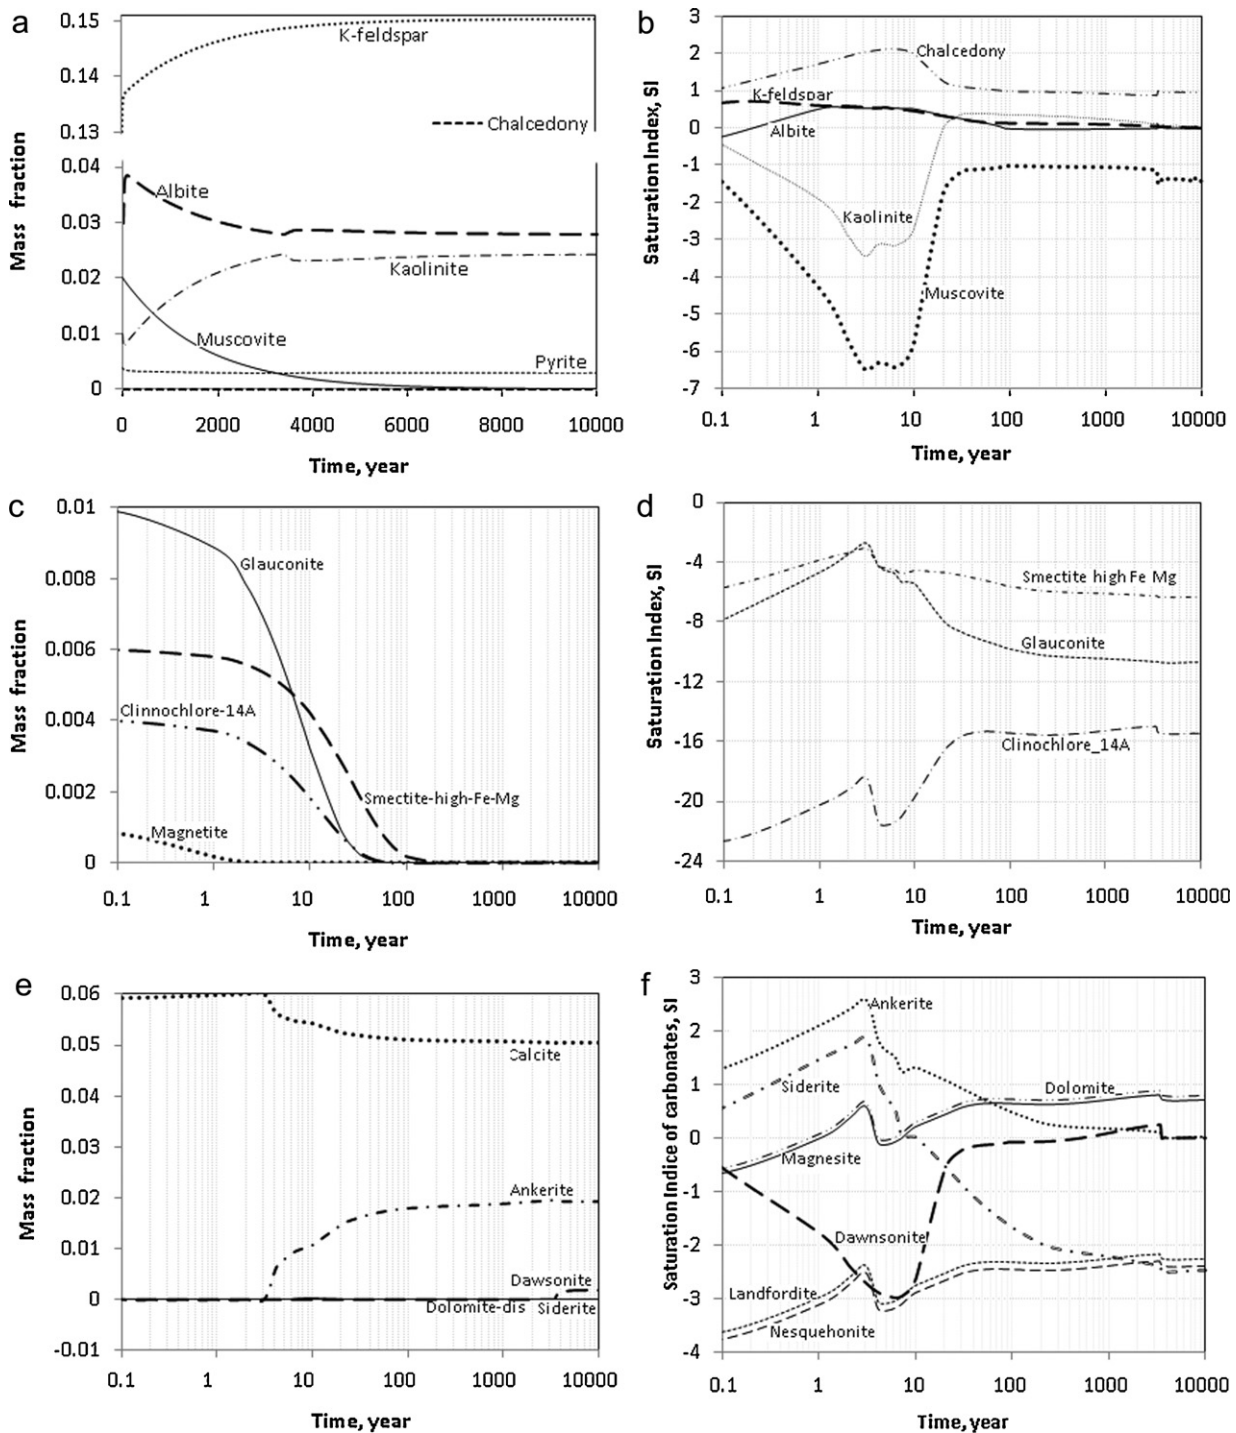 a
0.15
0.14
0.13
0.04
0.03
0.02
0.01
0
Mass fraction
K-feldspar
Chalcedony
Albite
Kaolinite
Muscovite
Pyrite
0 2000 4000 6000 8000 10000
Time, year
b
3
2
1
0
-1
-2
-3
-4
-5
-6
-7
Saturation Index, SI
Chalcedony
K-feldspar
Albite
Kaolinite
Muscovite
0.1 1 10 100 1000 10000
Time, year
c
0.01
0.008
0.006
0.004
0.002
0
Mass fraction
Glauconite
Clinnochlore-14A
Smectite-high-Fe-Mg
Magnetite
0.1 1 10 100 1000 10000
Time, year
d
0
-4
-8
-12
-16
-20
-24
Saturation Index, SI
Smectite high Fe Mg
Glauconite
Clinochlore_14A
0.1 1 10 100 1000 10000
Time, year
e
0.06
0.05
0.04
0.03
0.02
0.01
0
-0.01
Mass fraction
Calcite
Ankerite
Dawsonite
Dolomite-dis Siderite
0.1 1 10 100 1000 10000
Time, year
f
3
2
1
0
-1
-2
-3
-4
Saturation Indice of carbonates, SI
Ankerite
Siderite
Dolomite
Magnesite
Dawnsonite
Landfordite
Nesquehonite
0.1 1 10 100 1000 10000
Time, year